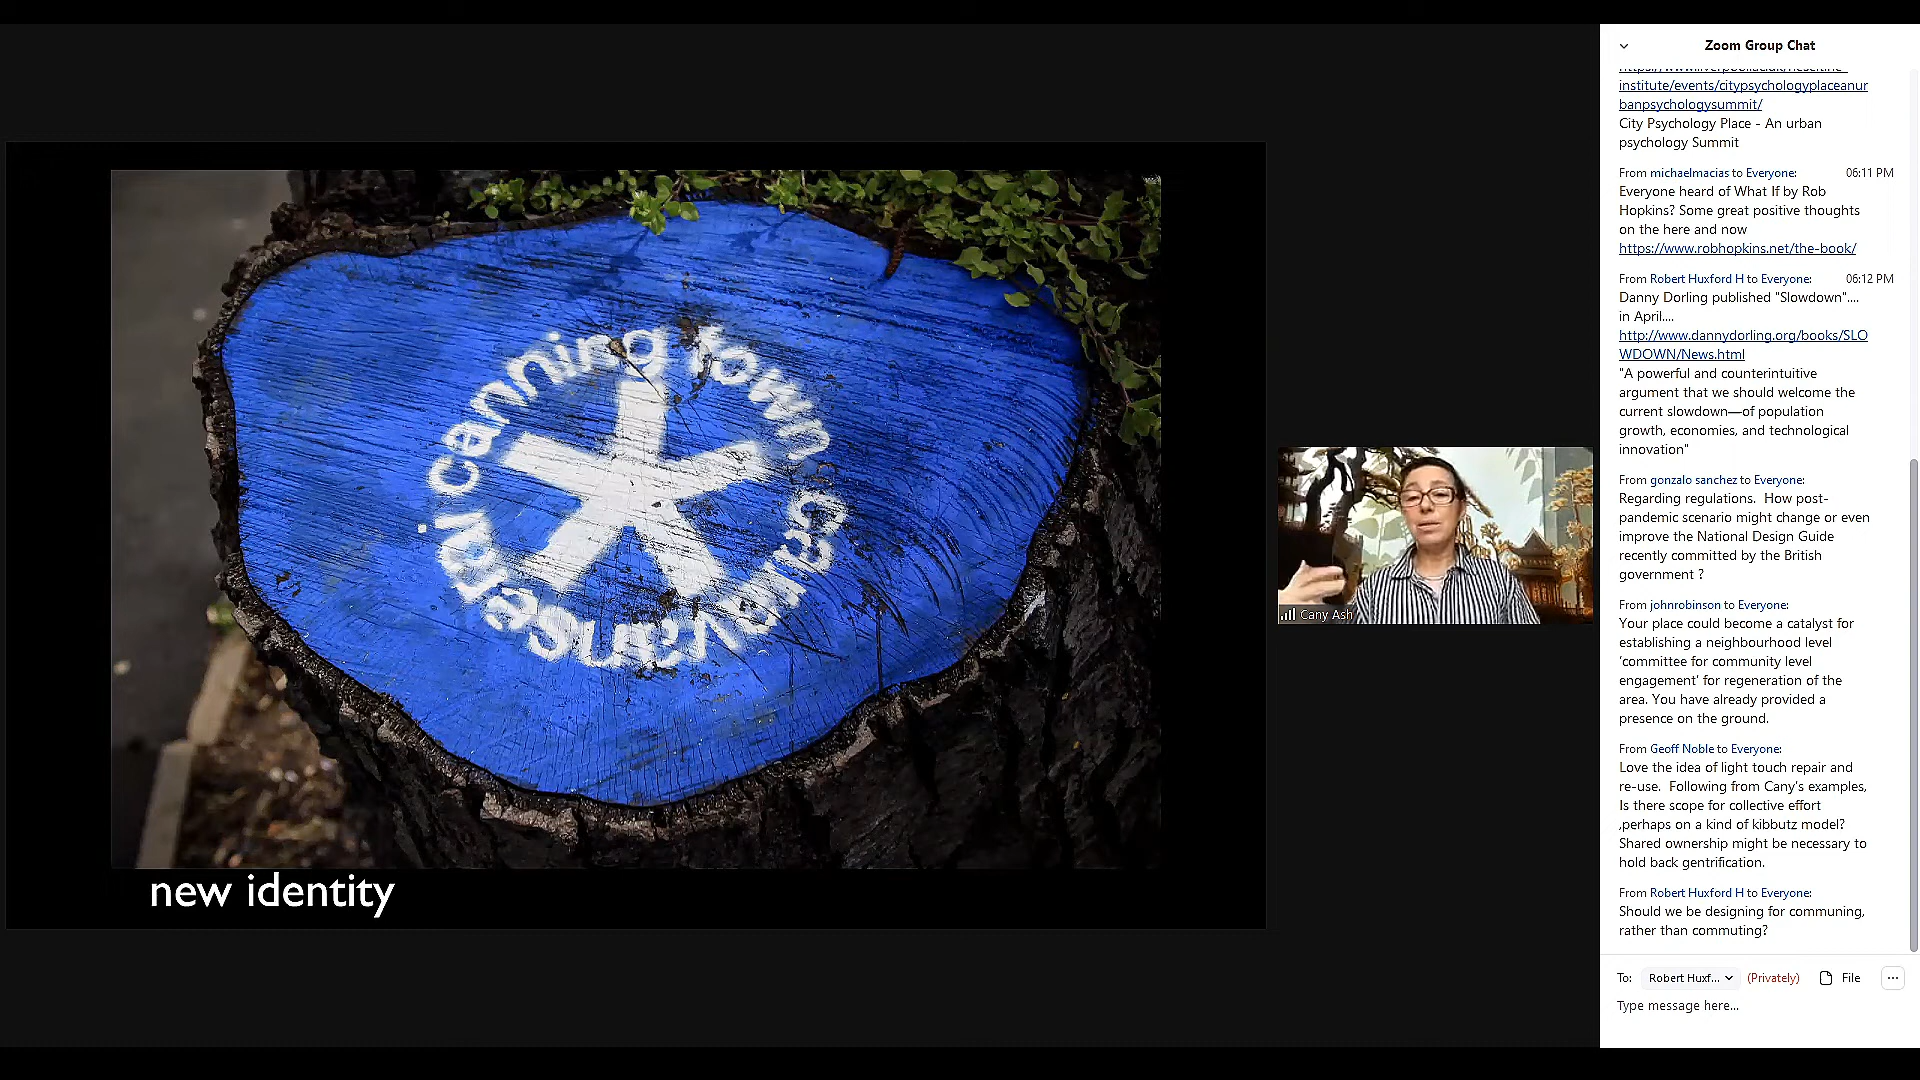 canning town
caravanserai
new identity
Cany Ash
Zoom Group Chat
institute/events/citypsychologyplaceanur
banpsychologysummit/
City Psychology Place - An urban
psychology Summit
From michaelmacias to Everyone: 06:11 PM
Everyone heard of What If by Rob
Hopkins? Some great positive thoughts
on the here and now
https://www.robhopkins.net/the-book/
From Robert Huxford H to Everyone: 06:12 PM
Danny Dorling published "Slowdown"....
in April....
http://www.dannydorling.org/books/SLO
WDOWN/News.html
"A powerful and counterintuitive
argument that we should welcome the
current slowdown—of population
growth, economies, and technological
innovation"
From gonzalo sanchez to Everyone:
Regarding regulations. How post-
pandemic scenario might change or even
improve the National Design Guide
recently committed by the British
government ?
From johnrobinson to Everyone:
Your place could become a catalyst for
establishing a neighbourhood level
‘committee for community level
engagement’ for regeneration of the
area. You have already provided a
presence on the ground.
From Geoff Noble to Everyone:
Love the idea of light touch repair and
re-use. Following from Cany’s examples,
Is there scope for collective effort
,perhaps on a kind of kibbutz model?
Shared ownership might be necessary to
hold back gentrification.
From Robert Huxford H to Everyone:
Should we be designing for communing,
rather than commuting?
To: Robert Huxf... (Privately) File
Type message here...